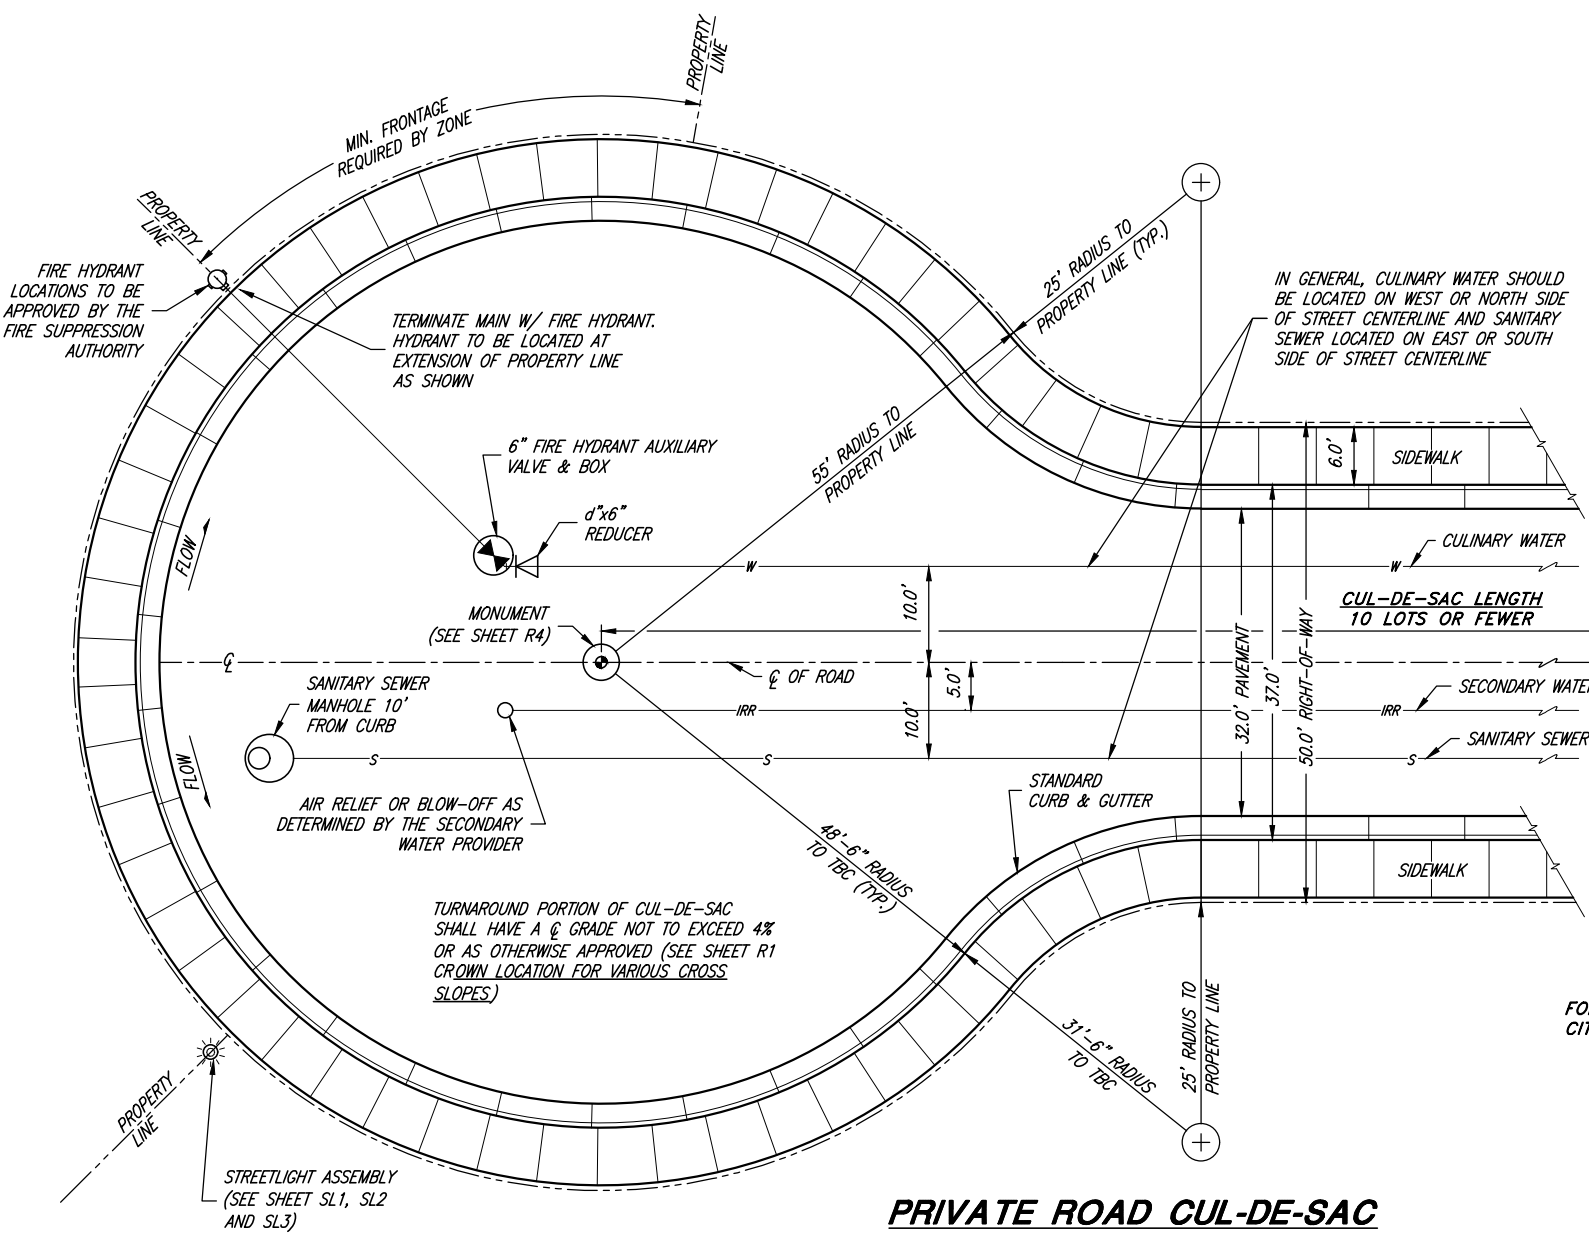 PROPERTY
LINE
MIN. FRONTAGE
REQUIRED BY ZONE
PROPERTY
LINE
FIRE HYDRANT
LOCATIONS TO BE
APPROVED BY THE
FIRE SUPPRESSION
AUTHORITY
TERMINATE MAIN W/ FIRE HYDRANT.
HYDRANT TO BE LOCATED AT
EXTENSION OF PROPERTY LINE
AS SHOWN
25' RADIUS TO
PROPERTY LINE (TYP.)
IN GENERAL, CULINARY WATER SHOULD
BE LOCATED ON WEST OR NORTH SIDE
OF STREET CENTERLINE AND SANITARY
SEWER LOCATED ON EAST OR SOUTH
SIDE OF STREET CENTERLINE
55' RADIUS TO
PROPERTY LINE
6" FIRE HYDRANT AUXILIARY
VALVE & BOX
d"x6"
REDUCER
6.0'
SIDEWALK
FLOW
W
W
CULINARY WATER
MONUMENT
(SEE SHEET R4)
10.0'
CUL-DE-SAC LENGTH
10 LOTS OR FEWER
℄
℄ OF ROAD
SANITARY SEWER
MANHOLE 10'
FROM CURB
5.0'
10.0'
32.0' PAVEMENT
37.0'
50.0' RIGHT-OF-WAY
IRR
IRR
SECONDARY WATE
FLOW
S
S
S
SANITARY SEWER
AIR RELIEF OR BLOW-OFF AS
DETERMINED BY THE SECONDARY
WATER PROVIDER
STANDARD
CURB & GUTTER
48'-6" RADIUS
TO TBC (TYP.)
SIDEWALK
TURNAROUND PORTION OF CUL-DE-SAC
SHALL HAVE A ℄ GRADE NOT TO EXCEED 4%
OR AS OTHERWISE APPROVED (SEE SHEET R1
CROWN LOCATION FOR VARIOUS CROSS
SLOPES)
31'-6" RADIUS
TO TBC
25' RADIUS TO
PROPERTY LINE
FO
CIT
PROPERTY
LINE
STREETLIGHT ASSEMBLY
(SEE SHEET SL1, SL2
AND SL3)
PRIVATE ROAD CUL-DE-SAC